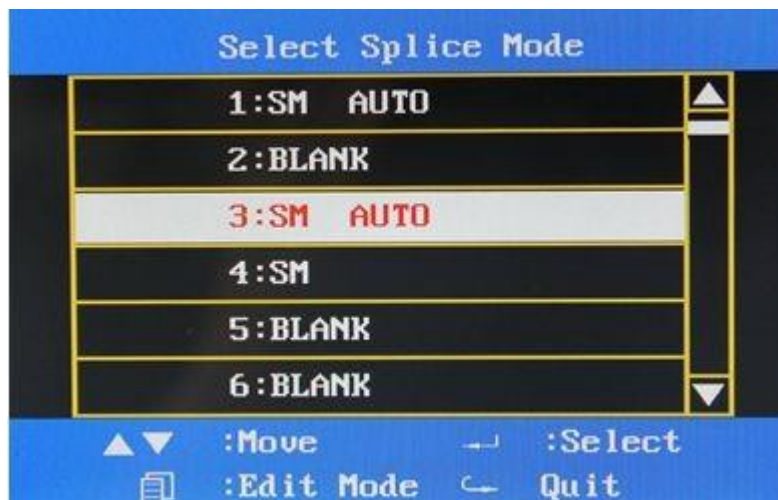 Select Splice Mode
1:SM AUTO
2:BLANK
3:SM AUTO
4:SM
5:BLANK
6:BLANK
:Move :Select
:Edit Mode Quit